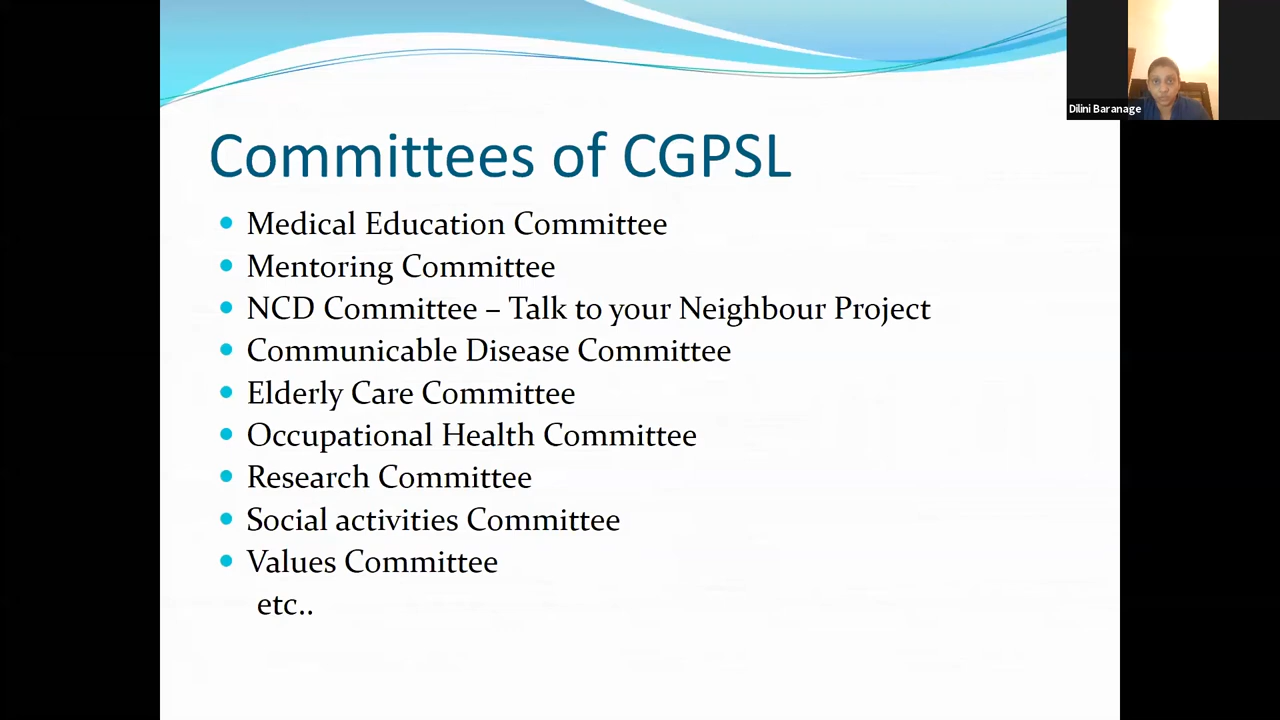 Committees of CGPSL
Medical Education Committee
Mentoring Committee
NCD Committee – Talk to your Neighbour Project
Communicable Disease Committee
Elderly Care Committee
Occupational Health Committee
Research Committee
Social activities Committee
Values Committee
etc..
Dilini Baranage